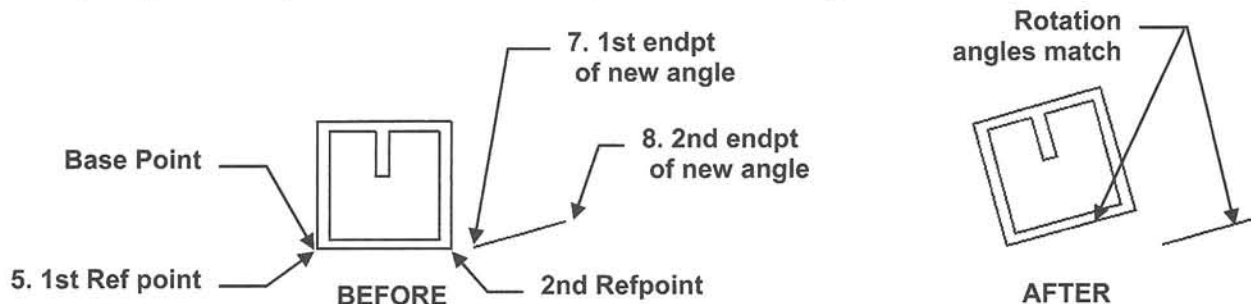 7. 1st endpt
of new angle
Rotation
angles match
Base Point
8. 2nd endpt
of new angle
5. 1st Ref point
BEFORE
2nd Refpoint
AFTER